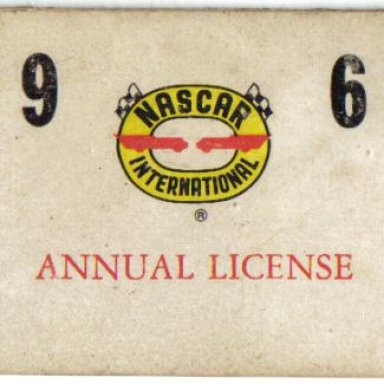 9 6
NASCAR
INTERNATIONAL
®
ANNUAL LICENSE